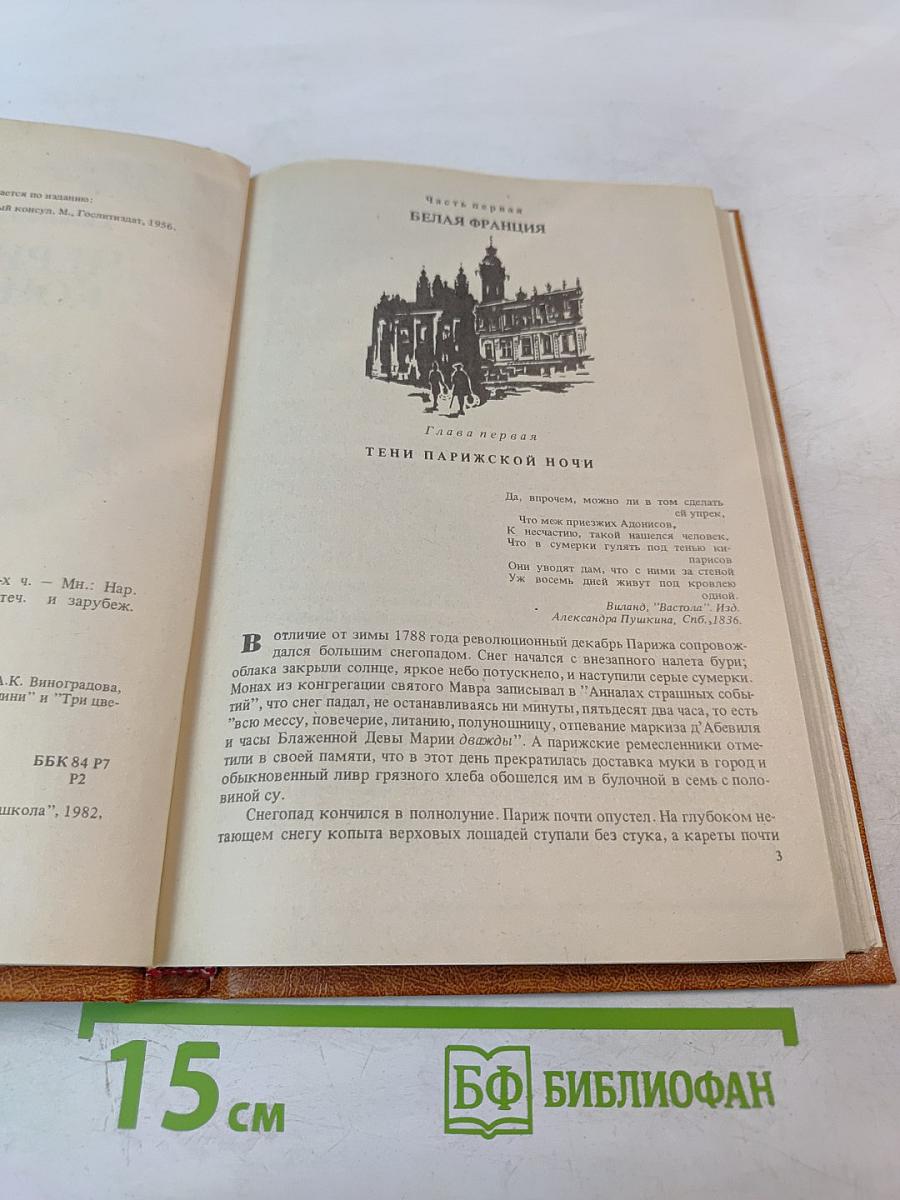 ается по изданию:
ый консул. М., Гослитиздат, 1956.
-х ч. — Мн.: Нар.
теч. и зарубеж.
А.К. Виноградова,
нини" и "Три цве-
ББК 84 Р7
Р2
школа", 1982,
Часть первая
БЕЛАЯ ФРАНЦИЯ
Глава первая
ТЕНИ ПАРИЖСКОЙ НОЧИ
Да, впрочем, можно ли в том сделать
ей упрек,
Что меж приезжих Адонисов,
К несчастию, такой нашелся человек,
Что в сумерки гулять под тенью ки-
парисов
Они уводят дам, что с ними за стеной
Уж восемь дней живут под кровлею
одной.
Виланд, "Вастола". Изд.
Александра Пушкина, Спб.,1836.
В отличие от зимы 1788 года революционный декабрь Парижа сопровож-
дался большим снегопадом. Снег начался с внезапного налета бури;
облака закрыли солнце, яркое небо потускнело, и наступили серые сумерки.
Монах из конгрегации святого Мавра записывал в "Анналах страшных собы-
тий", что снег падал, не останавливаясь ни минуты, пятьдесят два часа, то есть
"всю мессу, повечерие, литанию, полуношницу, отпевание маркиза д'Абевиля
и часы Блаженной Девы Марии дважды". А парижские ремесленники отме-
тили в своей памяти, что в этот день прекратилась доставка муки в город и
обыкновенный ливр грязного хлеба обошелся им в булочной в семь с поло-
виной су.
Снегопад кончился в полнолуние. Париж почти опустел. На глубоком не-
тающем снегу копыта верховых лошадей ступали без стука, а кареты почти
3
15 см
БФ БИБЛИОФАН